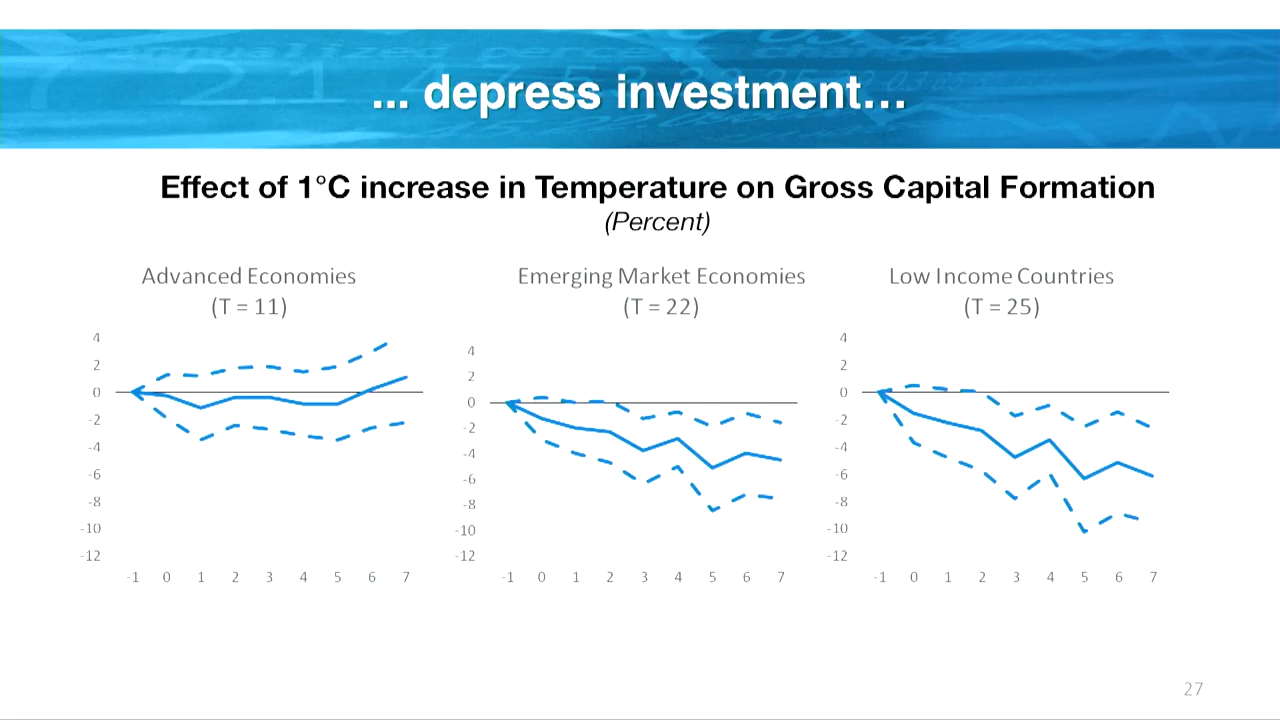 ... depress investment...
Effect of 1°C increase in Temperature on Gross Capital Formation
(Percent)
Advanced Economies
(T = 11)
4
2
0
-2
-4
-6
-8
-10
-12
-1 0 1 2 3 4 5 6 7
Emerging Market Economies
(T = 22)
4
2
0
-2
-4
-6
-8
-10
-12
-1 0 1 2 3 4 5 6 7
Low Income Countries
(T = 25)
4
2
0
-2
-4
-6
-8
-10
-12
-1 0 1 2 3 4 5 6 7
27